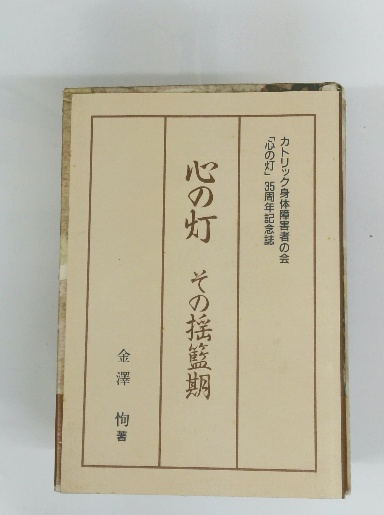 カトリック身体障害者の会
「心の灯」35周年記念誌
心の灯 その揺籃期
金澤 恂著